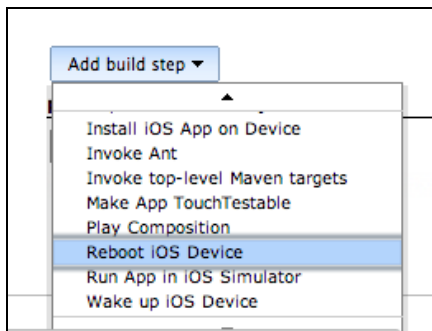 Add build step
Install iOS App on Device
Invoke Ant
Invoke top-level Maven targets
Make App TouchTestable
Play Composition
Reboot iOS Device
Run App in iOS Simulator
Wake up iOS Device